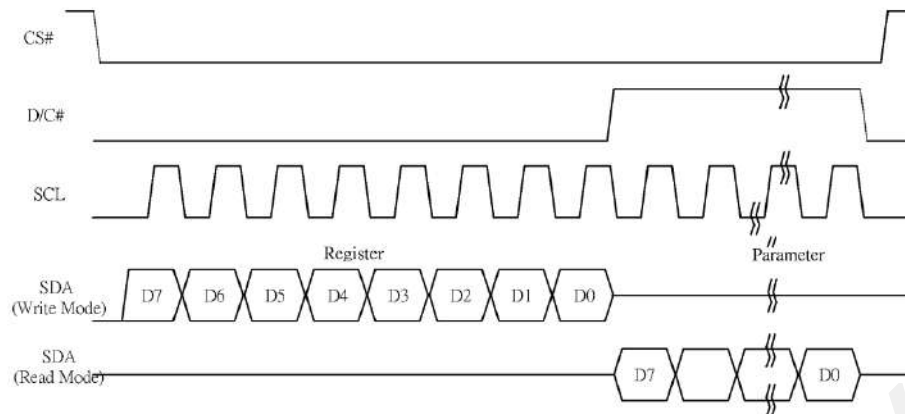 CS#
D/C#
SCL
Register Parameter
SDA
(Write Mode)
D7 D6 D5 D4 D3 D2 D1 D0
SDA
(Read Mode)
D7 D0